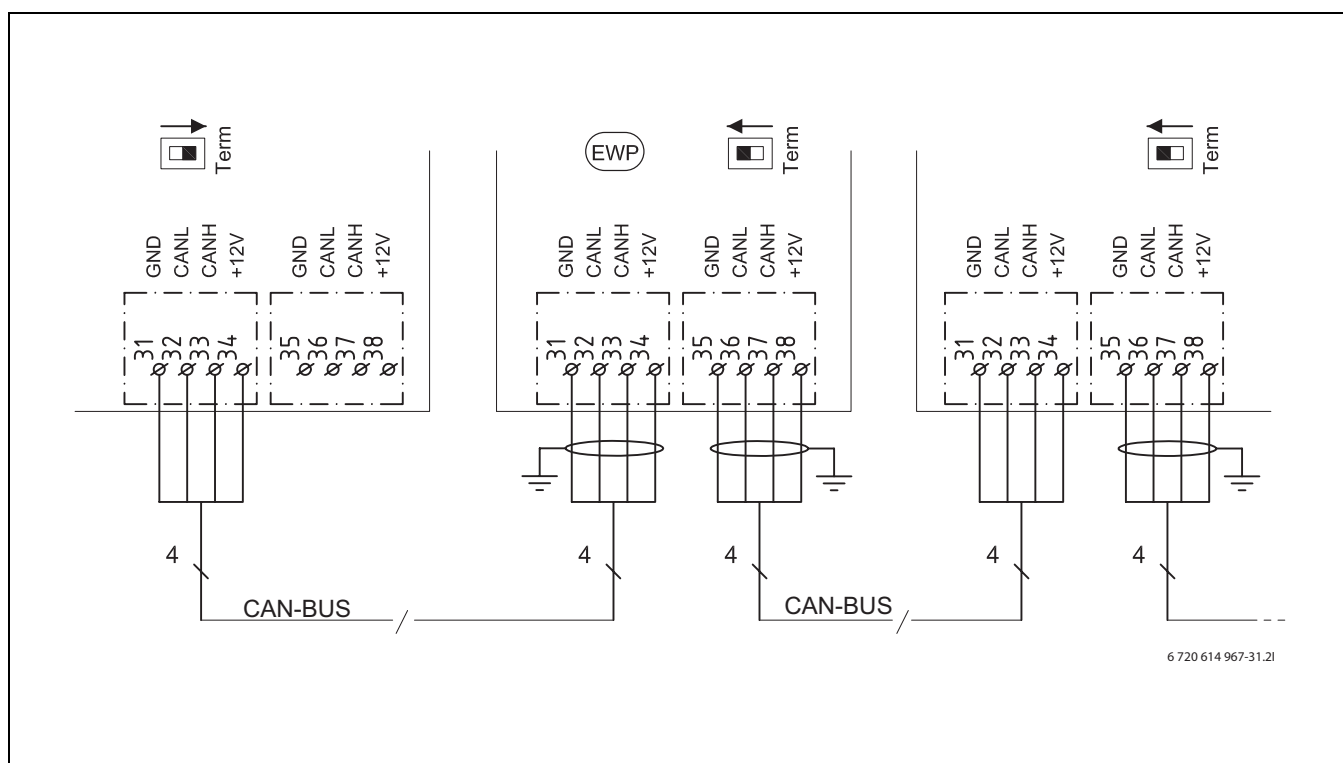 Term
EWP
Term
Term
GND CANL CANH +12V
GND CANL CANH +12V
GND CANL CANH +12V
GND CANL CANH +12V
GND CANL CANH +12V
GND CANL CANH +12V
31 32 33 34
35 36 37 38
31 32 33 34
35 36 37 38
31 32 33 34
35 36 37 38
4
4
4
4
4
CAN-BUS
CAN-BUS
6 720 614 967-31.2I